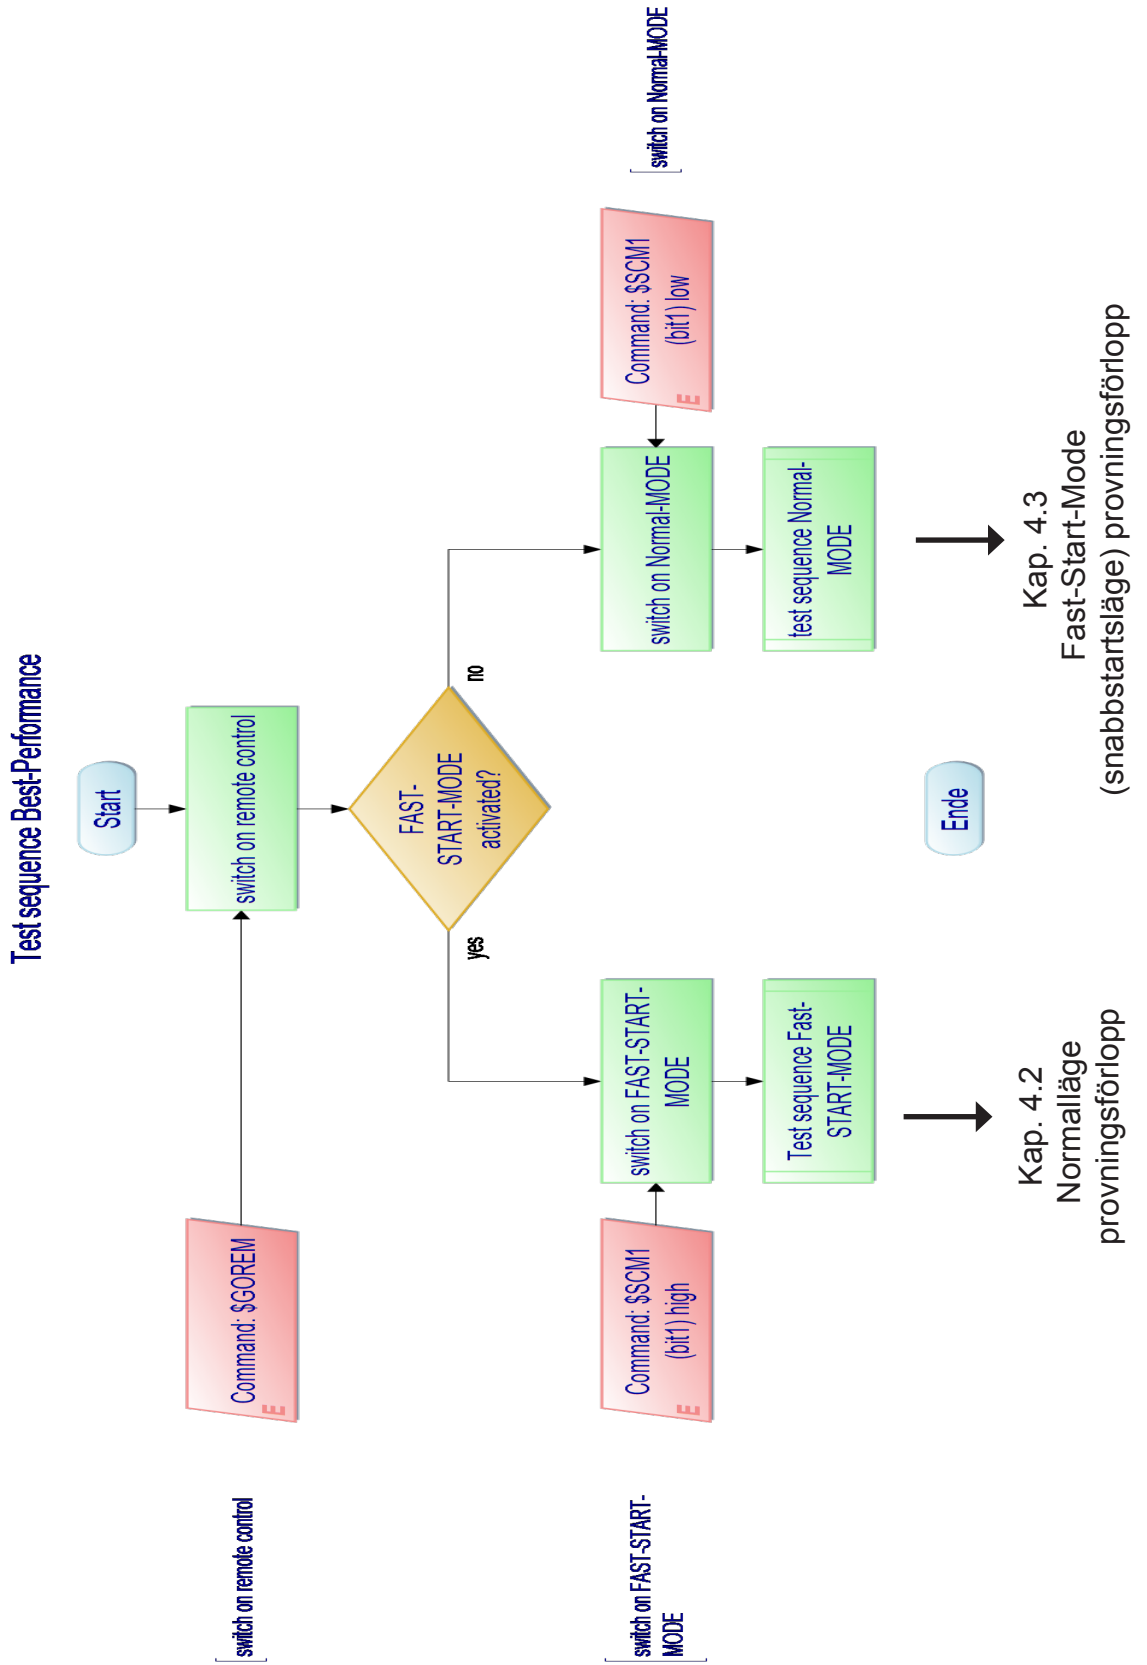 Test sequence Best-Performance
Start
switch on remote control
Command: $GOREM
E
switch on remote control
FAST-
START-MODE
activated?
yes
no
switch on FAST-START-
MODE
Command: $SCM1
(bit1) high
E
switch on FAST-START-
MODE
switch on Normal-MODE
Command: $SCM1
(bit1) low
E
switch on Normal-MODE
Test sequence Fast-
START-MODE
test sequence Normal-
MODE
Ende
Kap. 4.2
Normalläge
provningsförlopp
Kap. 4.3
Fast-Start-Mode
(snabbstartsläge) provningsförlopp